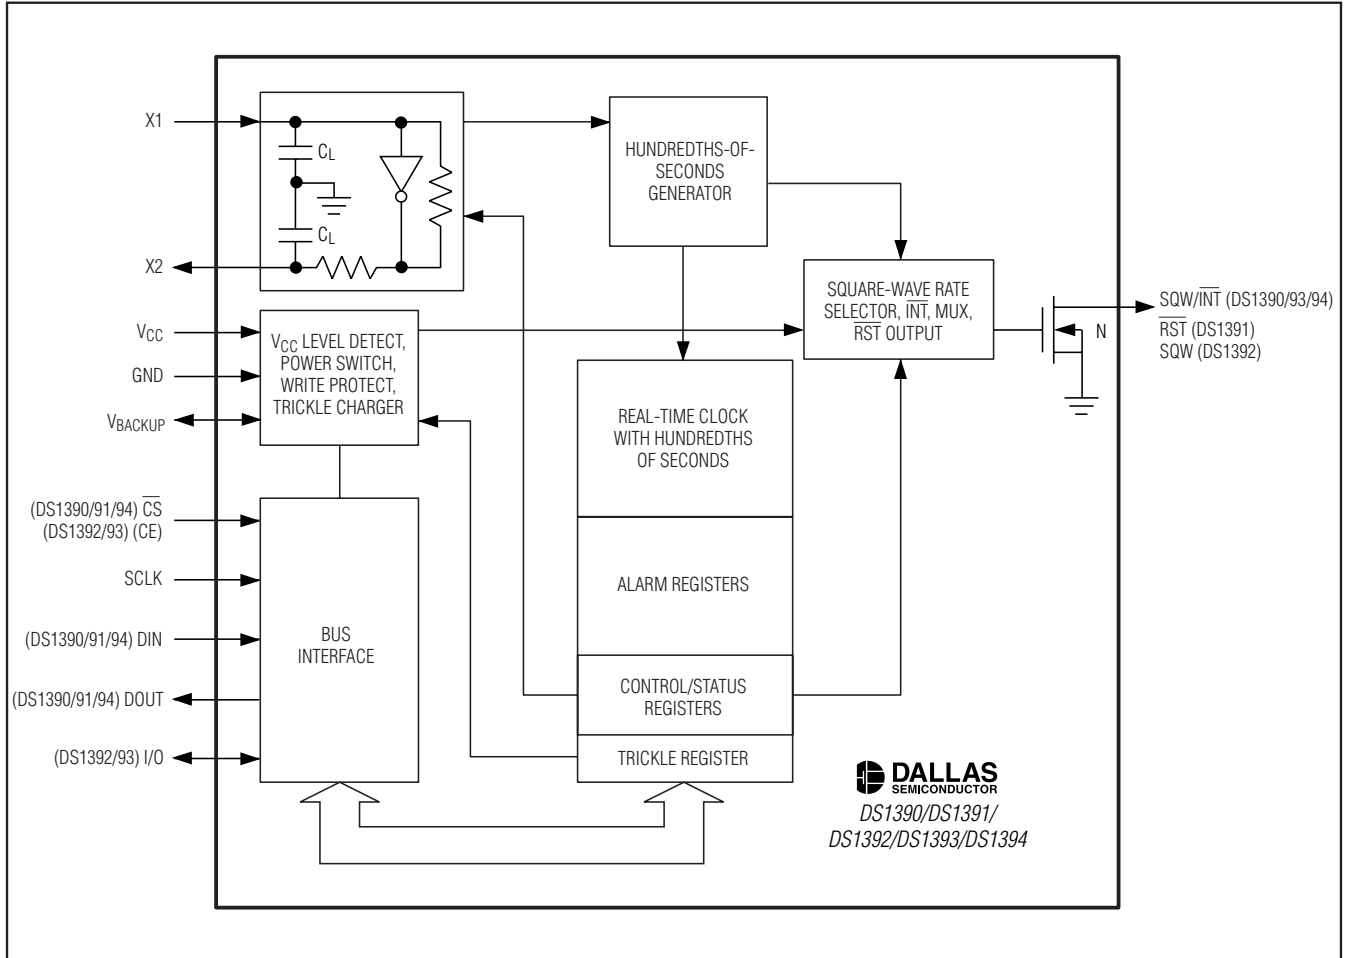 X1
CL
CL
X2
HUNDREDTHS-OF-
SECONDS
GENERATOR
SQUARE-WAVE RATE
SELECTOR, INT, MUX,
RST OUTPUT
N
SQW/INT (DS1390/93/94)
RST (DS1391)
SQW (DS1392)
VCC
GND
VBACKUP
VCC LEVEL DETECT,
POWER SWITCH,
WRITE PROTECT,
TRICKLE CHARGER
REAL-TIME CLOCK
WITH HUNDREDTHS
OF SECONDS
(DS1390/91/94) CS
(DS1392/93) (CE)
SCLK
(DS1390/91/94) DIN
(DS1390/91/94) DOUT
(DS1392/93) I/O
BUS
INTERFACE
ALARM REGISTERS
CONTROL/STATUS
REGISTERS
TRICKLE REGISTER
DALLAS
SEMICONDUCTOR
DS1390/DS1391/
DS1392/DS1393/DS1394